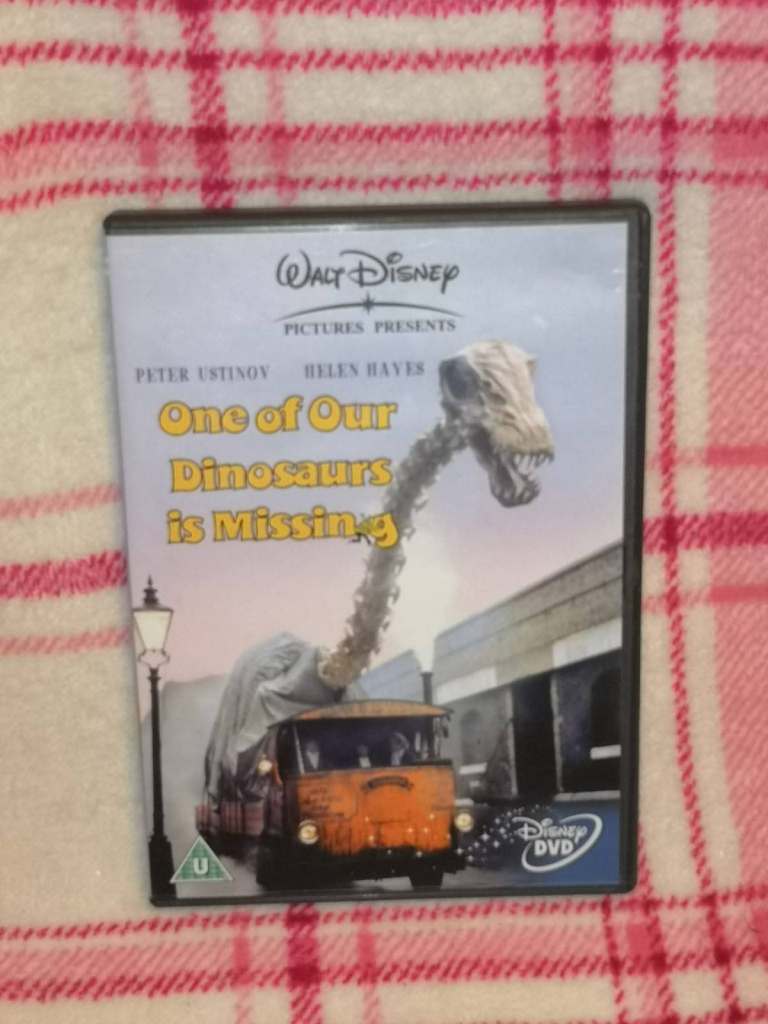 WALT DISNEY
PICTURES PRESENTS
PETER USTINOV HELEN HAYES
One of Our
Dinosaurs
is Missing
U
DISNEY
DVD